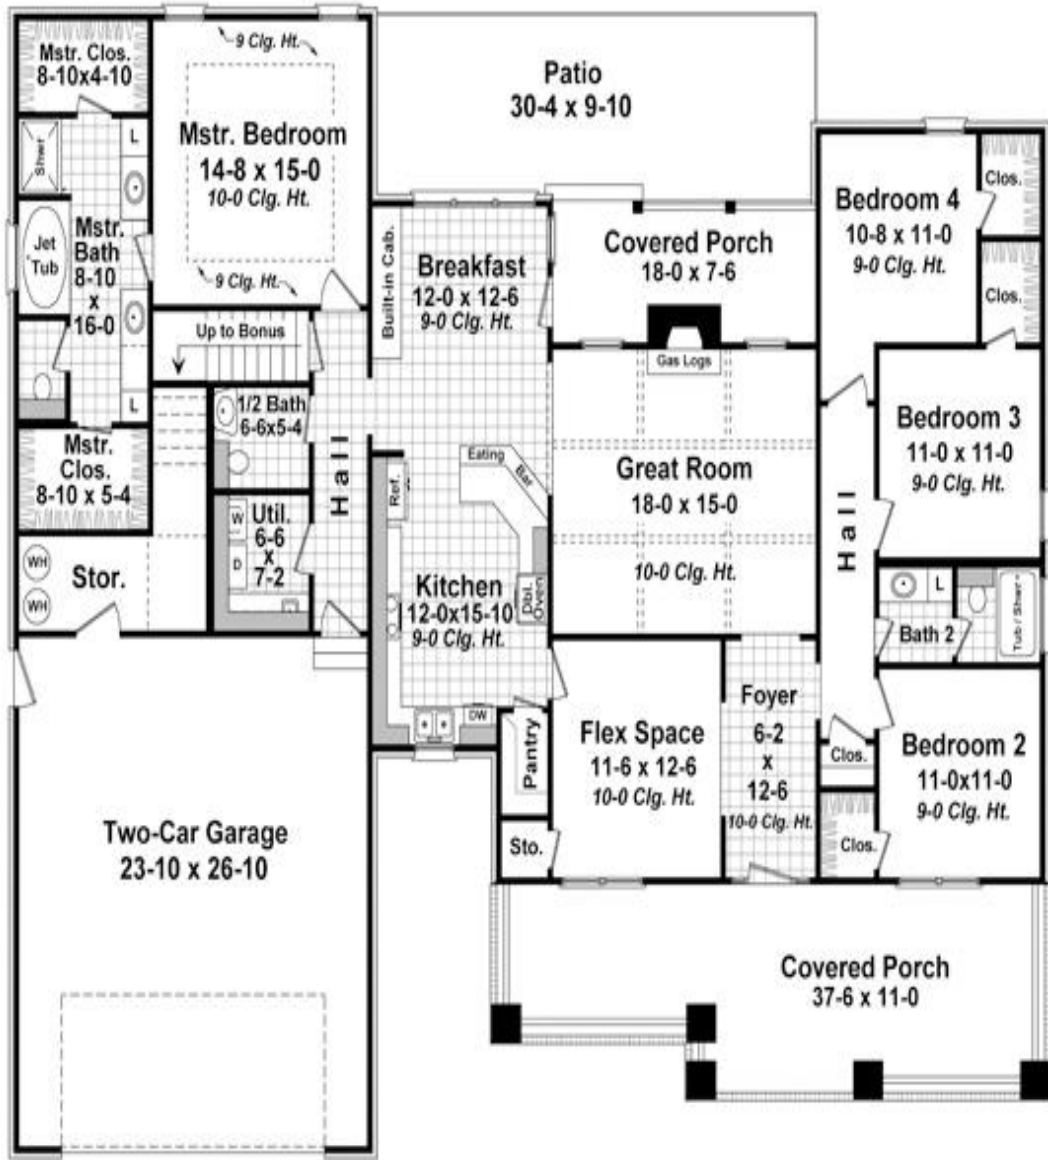 Mstr. Clos.
8-10x4-10
9 Clg. Ht.
Mstr. Bedroom
14-8 x 15-0
10-0 Clg. Ht.
9 Clg. Ht.
Patio
30-4 x 9-10
Shwr
L
Jet
Tub
Mstr.
Bath
8-10
x
16-0
L
Up to Bonus
Built-in Cab.
Breakfast
12-0 x 12-6
9-0 Clg. Ht.
Covered Porch
18-0 x 7-6
Gas Logs
Bedroom 4
10-8 x 11-0
9-0 Clg. Ht.
Clos.
Clos.
Mstr.
Clos.
8-10 x 5-4
1/2 Bath
6-6x5-4
Hall
Eating
Bar
Ref.
Great Room
18-0 x 15-0
10-0 Clg. Ht.
Hall
Bedroom 3
11-0 x 11-0
9-0 Clg. Ht.
WH
WH
Stor.
W
D
Util.
6-6
x
7-2
Kitchen
12-0x15-10
9-0 Clg. Ht.
Dbl.
Oven
DW
L
Bath 2
Tub / Shwr
Pantry
Flex Space
11-6 x 12-6
10-0 Clg. Ht.
Foyer
6-2
x
12-6
10-0 Clg. Ht.
Clos.
Bedroom 2
11-0x11-0
9-0 Clg. Ht.
Clos.
Sto.
Two-Car Garage
23-10 x 26-10
Covered Porch
37-6 x 11-0